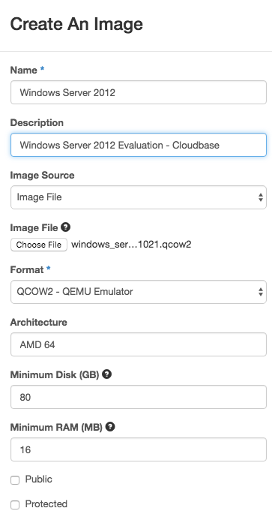 Create An Image
Name *
Windows Server 2012
Description
Windows Server 2012 Evaluation - Cloudbase
Image Source
Image File
Image File ?
Choose File windows_ser...1021.qcow2
Format *
QCOW2 - QEMU Emulator
Architecture
AMD 64
Minimum Disk (GB) ?
80
Minimum RAM (MB) ?
16
Public
Protected